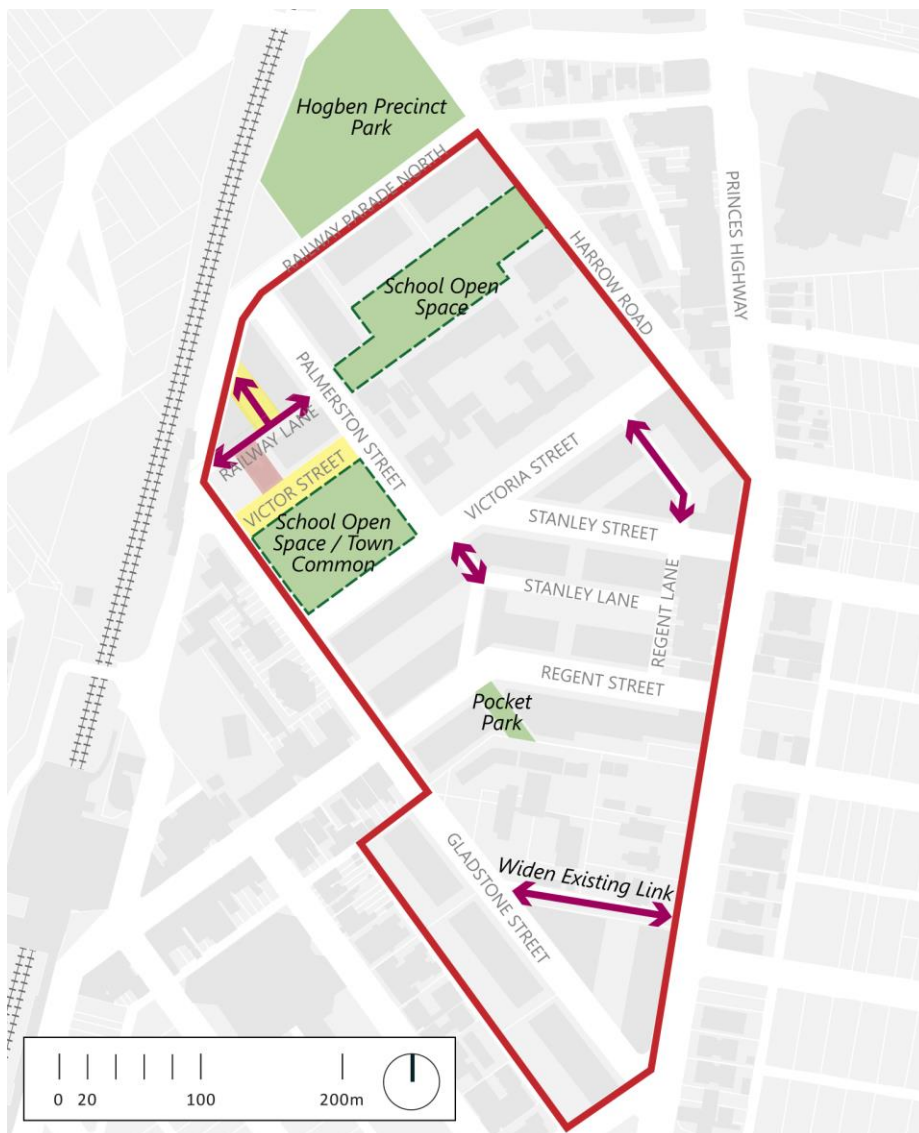 Hogben Precinct
Park
RAILWAY PARADE NORTH
PRINCES HIGHWAY
HARROW ROAD
School Open
Space
PALMERSTON STREET
RAILWAY LANE
VICTOR STREET
VICTORIA STREET
School Open
Space / Town
Common
STANLEY STREET
STANLEY LANE
REGENT LANE
REGENT STREET
Pocket
Park
GLADSTONE STREET
Widen Existing Link
0 20 100 200m